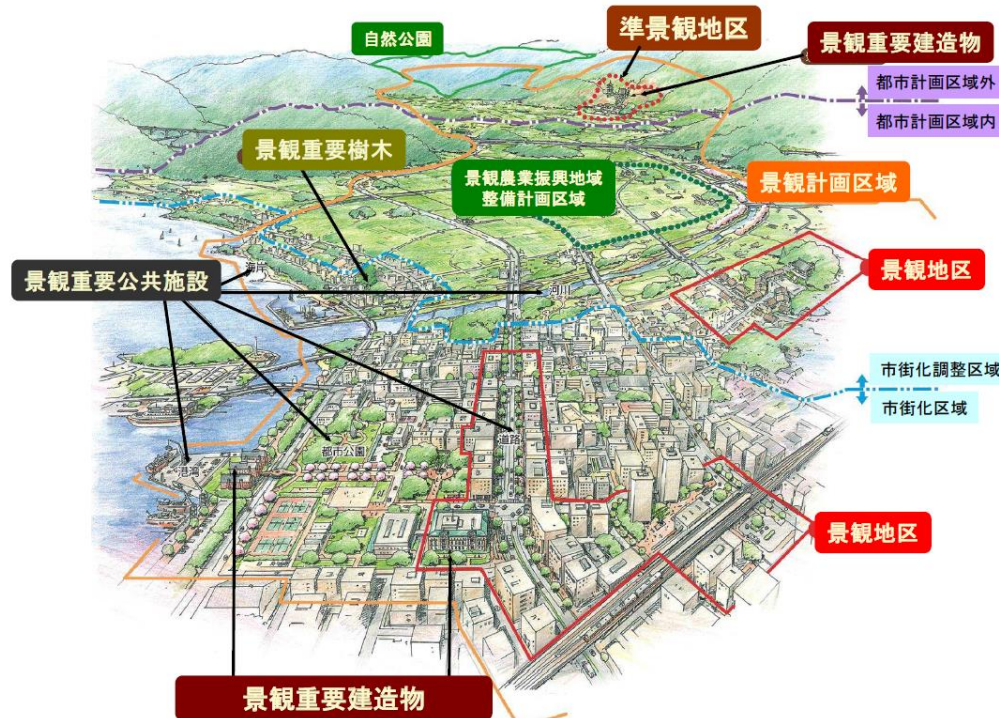 自然公園
準景観地区
景観重要建造物
都市計画区域外
都市計画区域内
景観重要樹木
景観農業振興地域
整備計画区域
景観計画区域
景観重要公共施設
海岸
河川
景観地区
市街化調整区域
市街化区域
道路
都市公園
港湾
景観地区
景観重要建造物